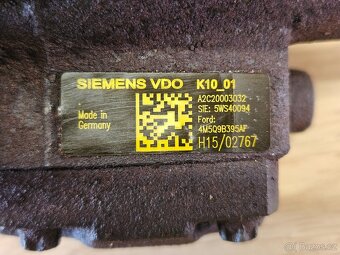 SIEMENS VDO K10_01
A2C20003032
SIE: 5WS40094
Made in
Germany
Ford:
4M5Q9B395AF
H15/02767